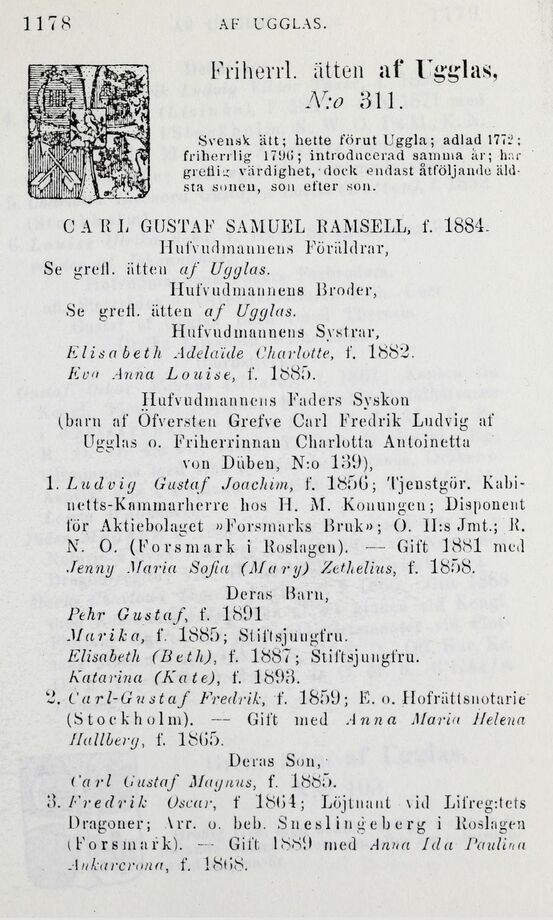 1178
AF UGGLAS.
Friherrl. ätten af Ugglas,
N:o 311.
Svensk ätt; hette förut Uggla; adlad 1772;
friherrlig 1796; introducerad samma år; har
greflig värdighet, dock endast åtföljande äld-
sta sonen, son efter son.
CARL GUSTAF SAMUEL RAMSELL, f. 1884.
Hufvudmannens Föräldrar,
Se grefl. ätten af Ugglas.
Hufvudmannens Broder,
Se grefl. ätten af Ugglas.
Hufvudmannens Systrar,
Elisabeth Adelaïde Charlotte, f. 1882.
Eva Anna Louise, f. 1885.
Hufvudmannens Faders Syskon
(barn af Öfversten Grefve Carl Fredrik Ludvig af
Ugglas o. Friherrinnan Charlotta Antoinetta
von Düben, N:o 139),
1. Ludvig Gustaf Joachim, f. 1856; Tjenstgör. Kabi-
netts-Kammarherre hos H. M. Konungen; Disponent
för Aktiebolaget »Forsmarks Bruk»; O. II:s Jmt.; R.
N. O. (Forsmark i Roslagen). — Gift 1881 med
Jenny Maria Sofia (Mary) Zethelius, f. 1858.
Deras Barn,
Pehr Gustaf, f. 1891
Marika, f. 1885; Stiftsjungfru.
Elisabeth (Beth), f. 1887; Stiftsjungfru.
Katarina (Kate), f. 1893.
2. Carl-Gustaf Fredrik, f. 1859; E. o. Hofrättsnotarie
(Stockholm). — Gift med Anna Maria Helena
Hallberg, f. 1865.
Deras Son,
Carl Gustaf Magnus, f. 1885.
3. Fredrik Oscar, f 1864; Löjtnant vid Lifreg:tets
Dragoner; Arr. o. beb. Sneslingeberg i Roslagen
(Forsmark). — Gift 1889 med Anna Ida Paulina
Ankarcrona, f. 1868.